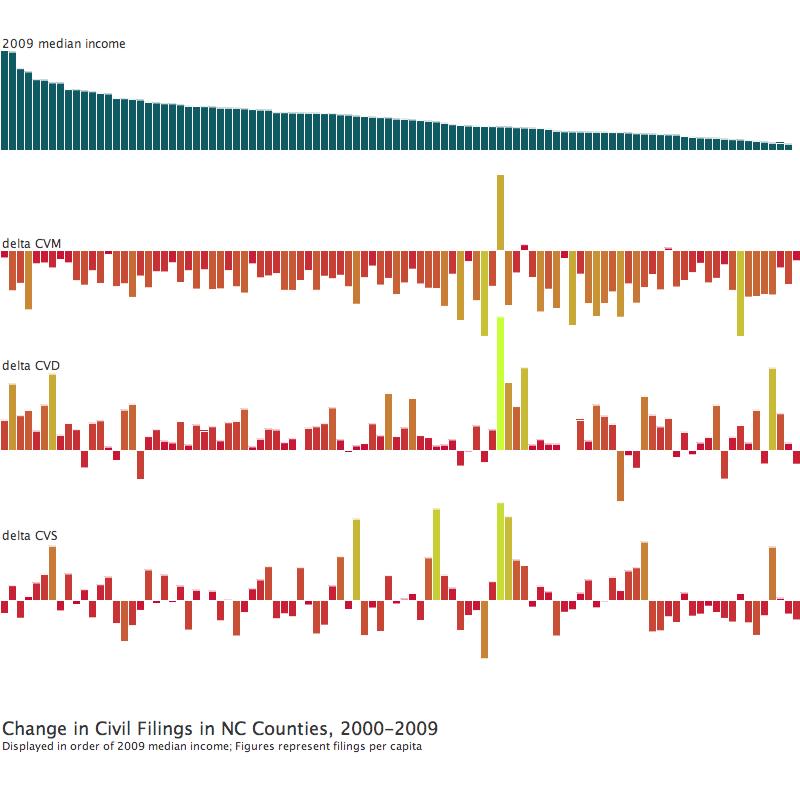 2009 median income
delta CVM
delta CVD
delta CVS
Change in Civil Filings in NC Counties, 2000-2009
Displayed in order of 2009 median income; Figures represent filings per capita